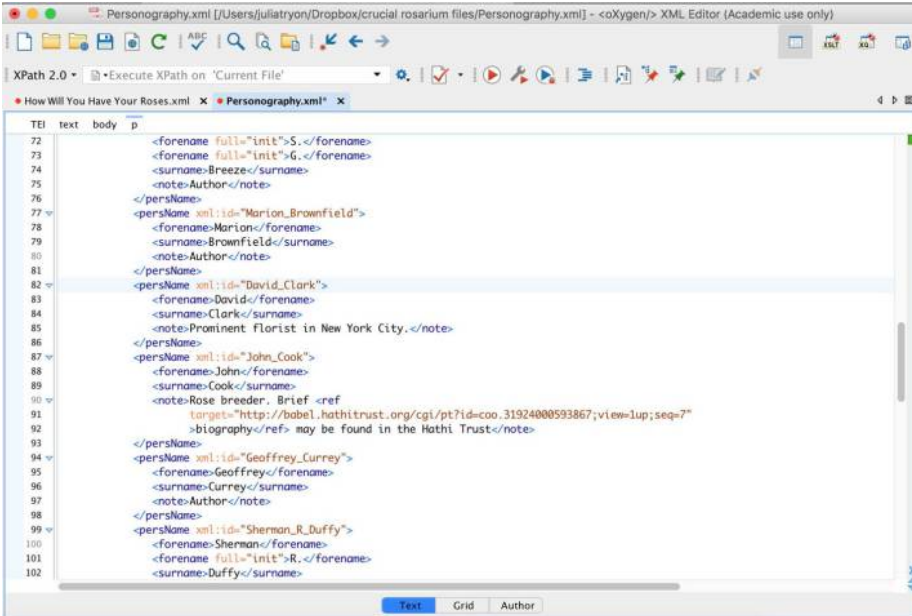 Personography.xml [/Users/juliatryon/Dropbox/crucial rosarium files/Personography.xml] - <oXygen/> XML Editor (Academic use only)
ABC
XSLT
XPath 2.0 Execute XPath on 'Current File'
How Will You Have Your Roses.xml Personography.xml*
TEI text body p
72 <forename full="init">S.</forename>
73 <forename full="init">G.</forename>
74 <surname>Breeze</surname>
75 <note>Author</note>
76 </persName>
77 <persName xml:id="Marion_Brownfield">
78 <forename>Marion</forename>
79 <surname>Brownfield</surname>
80 <note>Author</note>
81 </persName>
82 <persName xml:id="David_Clark">
83 <forename>David</forename>
84 <surname>Clark</surname>
85 <note>Prominent florist in New York City.</note>
86 </persName>
87 <persName xml:id="John_Cook">
88 <forename>John</forename>
89 <surname>Cook</surname>
90 <note>Rose breeder. Brief <ref
91 target="http://babel.hathitrust.org/cgi/pt?id=coo.31924000593867;view=1up;seq=7"
92 >biography</ref> may be found in the Hathi Trust</note>
93 </persName>
94 <persName xml:id="Geoffrey_Currey">
95 <forename>Geoffrey</forename>
96 <surname>Currey</surname>
97 <note>Author</note>
98 </persName>
99 <persName xml:id="Sherman_R_Duffy">
100 <forename>Sherman</forename>
101 <forename full="init">R.</forename>
102 <surname>Duffy</surname>
Text Grid Author